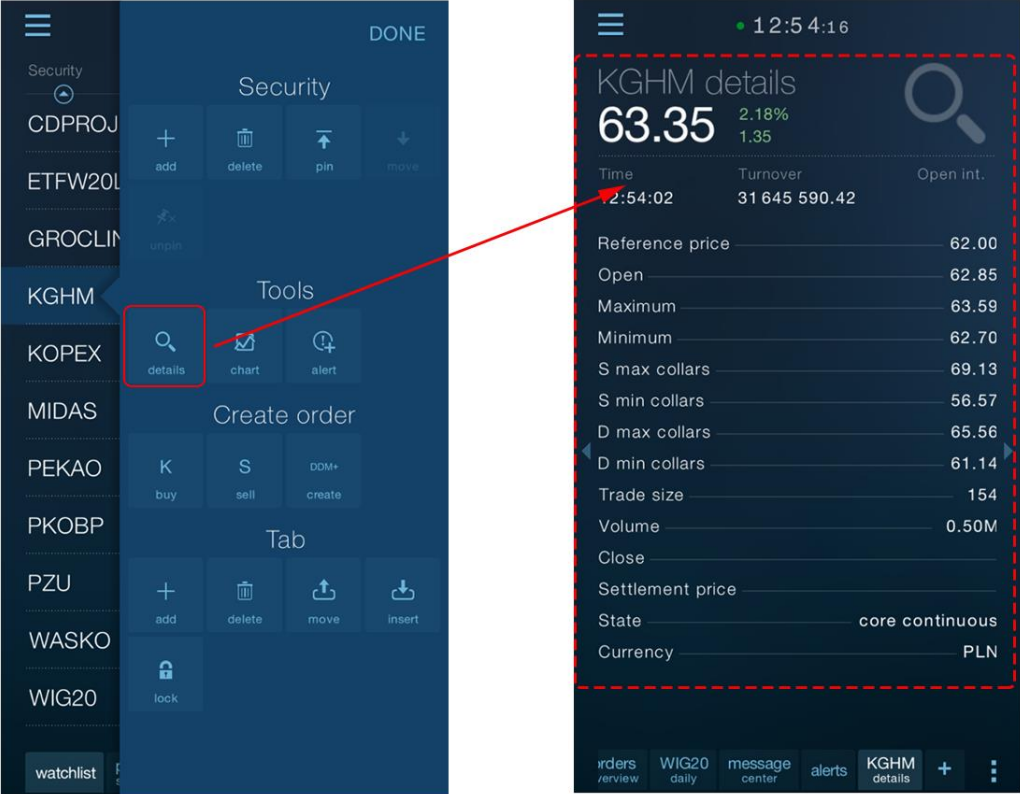 DONE
Security
CDPROJ
ETFW20L
GROCLIN
KGHM
KOPEX
MIDAS
PEKAO
PKOBP
PZU
WASKO
WIG20
watchlist
Security
add delete pin move
unpin
Tools
details chart alert
Create order
K S DDM+
buy sell create
Tab
add delete move insert
lock
12:54:16
KGHM details
63.35 2.18%
1.35
Time Turnover Open int.
12:54:02 31 645 590.42
Reference price 62.00
Open 62.85
Maximum 63.59
Minimum 62.70
S max collars 69.13
S min collars 56.57
D max collars 65.56
D min collars 61.14
Trade size 154
Volume 0.50M
Close
Settlement price
State core continuous
Currency PLN
orders WIG20 message alerts KGHM +
verview daily center details